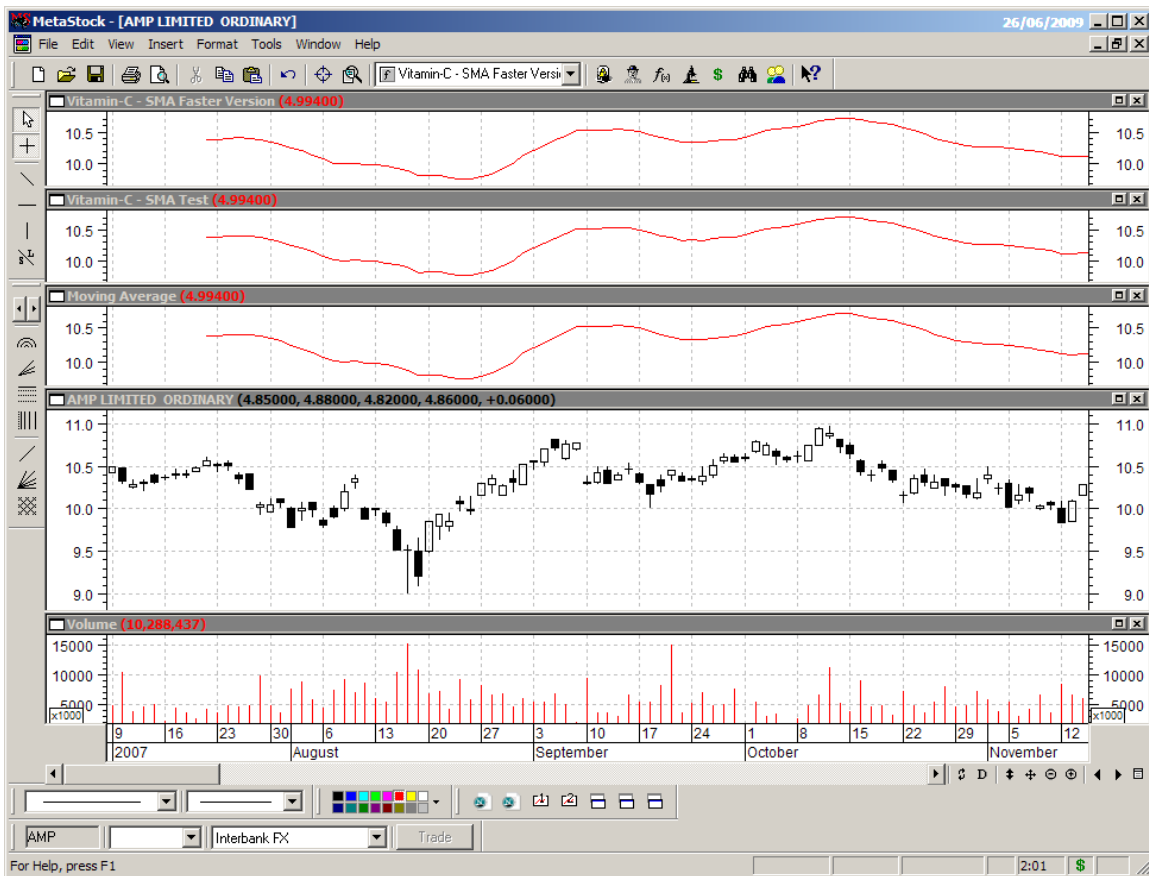 MetaStock - [AMP LIMITED  ORDINARY] 26/06/2009
File Edit View Insert Format Tools Window Help
Vitamin-C - SMA Faster Versi
Vitamin-C - SMA Faster Version (4.99400)
10.5 10.5
10.0 10.0
Vitamin-C - SMA Test (4.99400)
10.5 10.5
10.0 10.0
Moving Average (4.99400)
10.5 10.5
10.0 10.0
AMP LIMITED  ORDINARY (4.85000, 4.88000, 4.82000, 4.86000, +0.06000)
11.0 11.0
10.5 10.5
10.0 10.0
9.5 9.5
9.0 9.0
Volume (10,288,437)
15000 15000
10000 10000
5000 5000
x1000 x1000
9 16 23 30 6 13 20 27 3 10 17 24 1 8 15 22 29 5 12
2007 August September October November
D
AMP Interbank FX Trade
For Help, press F1 2:01 $